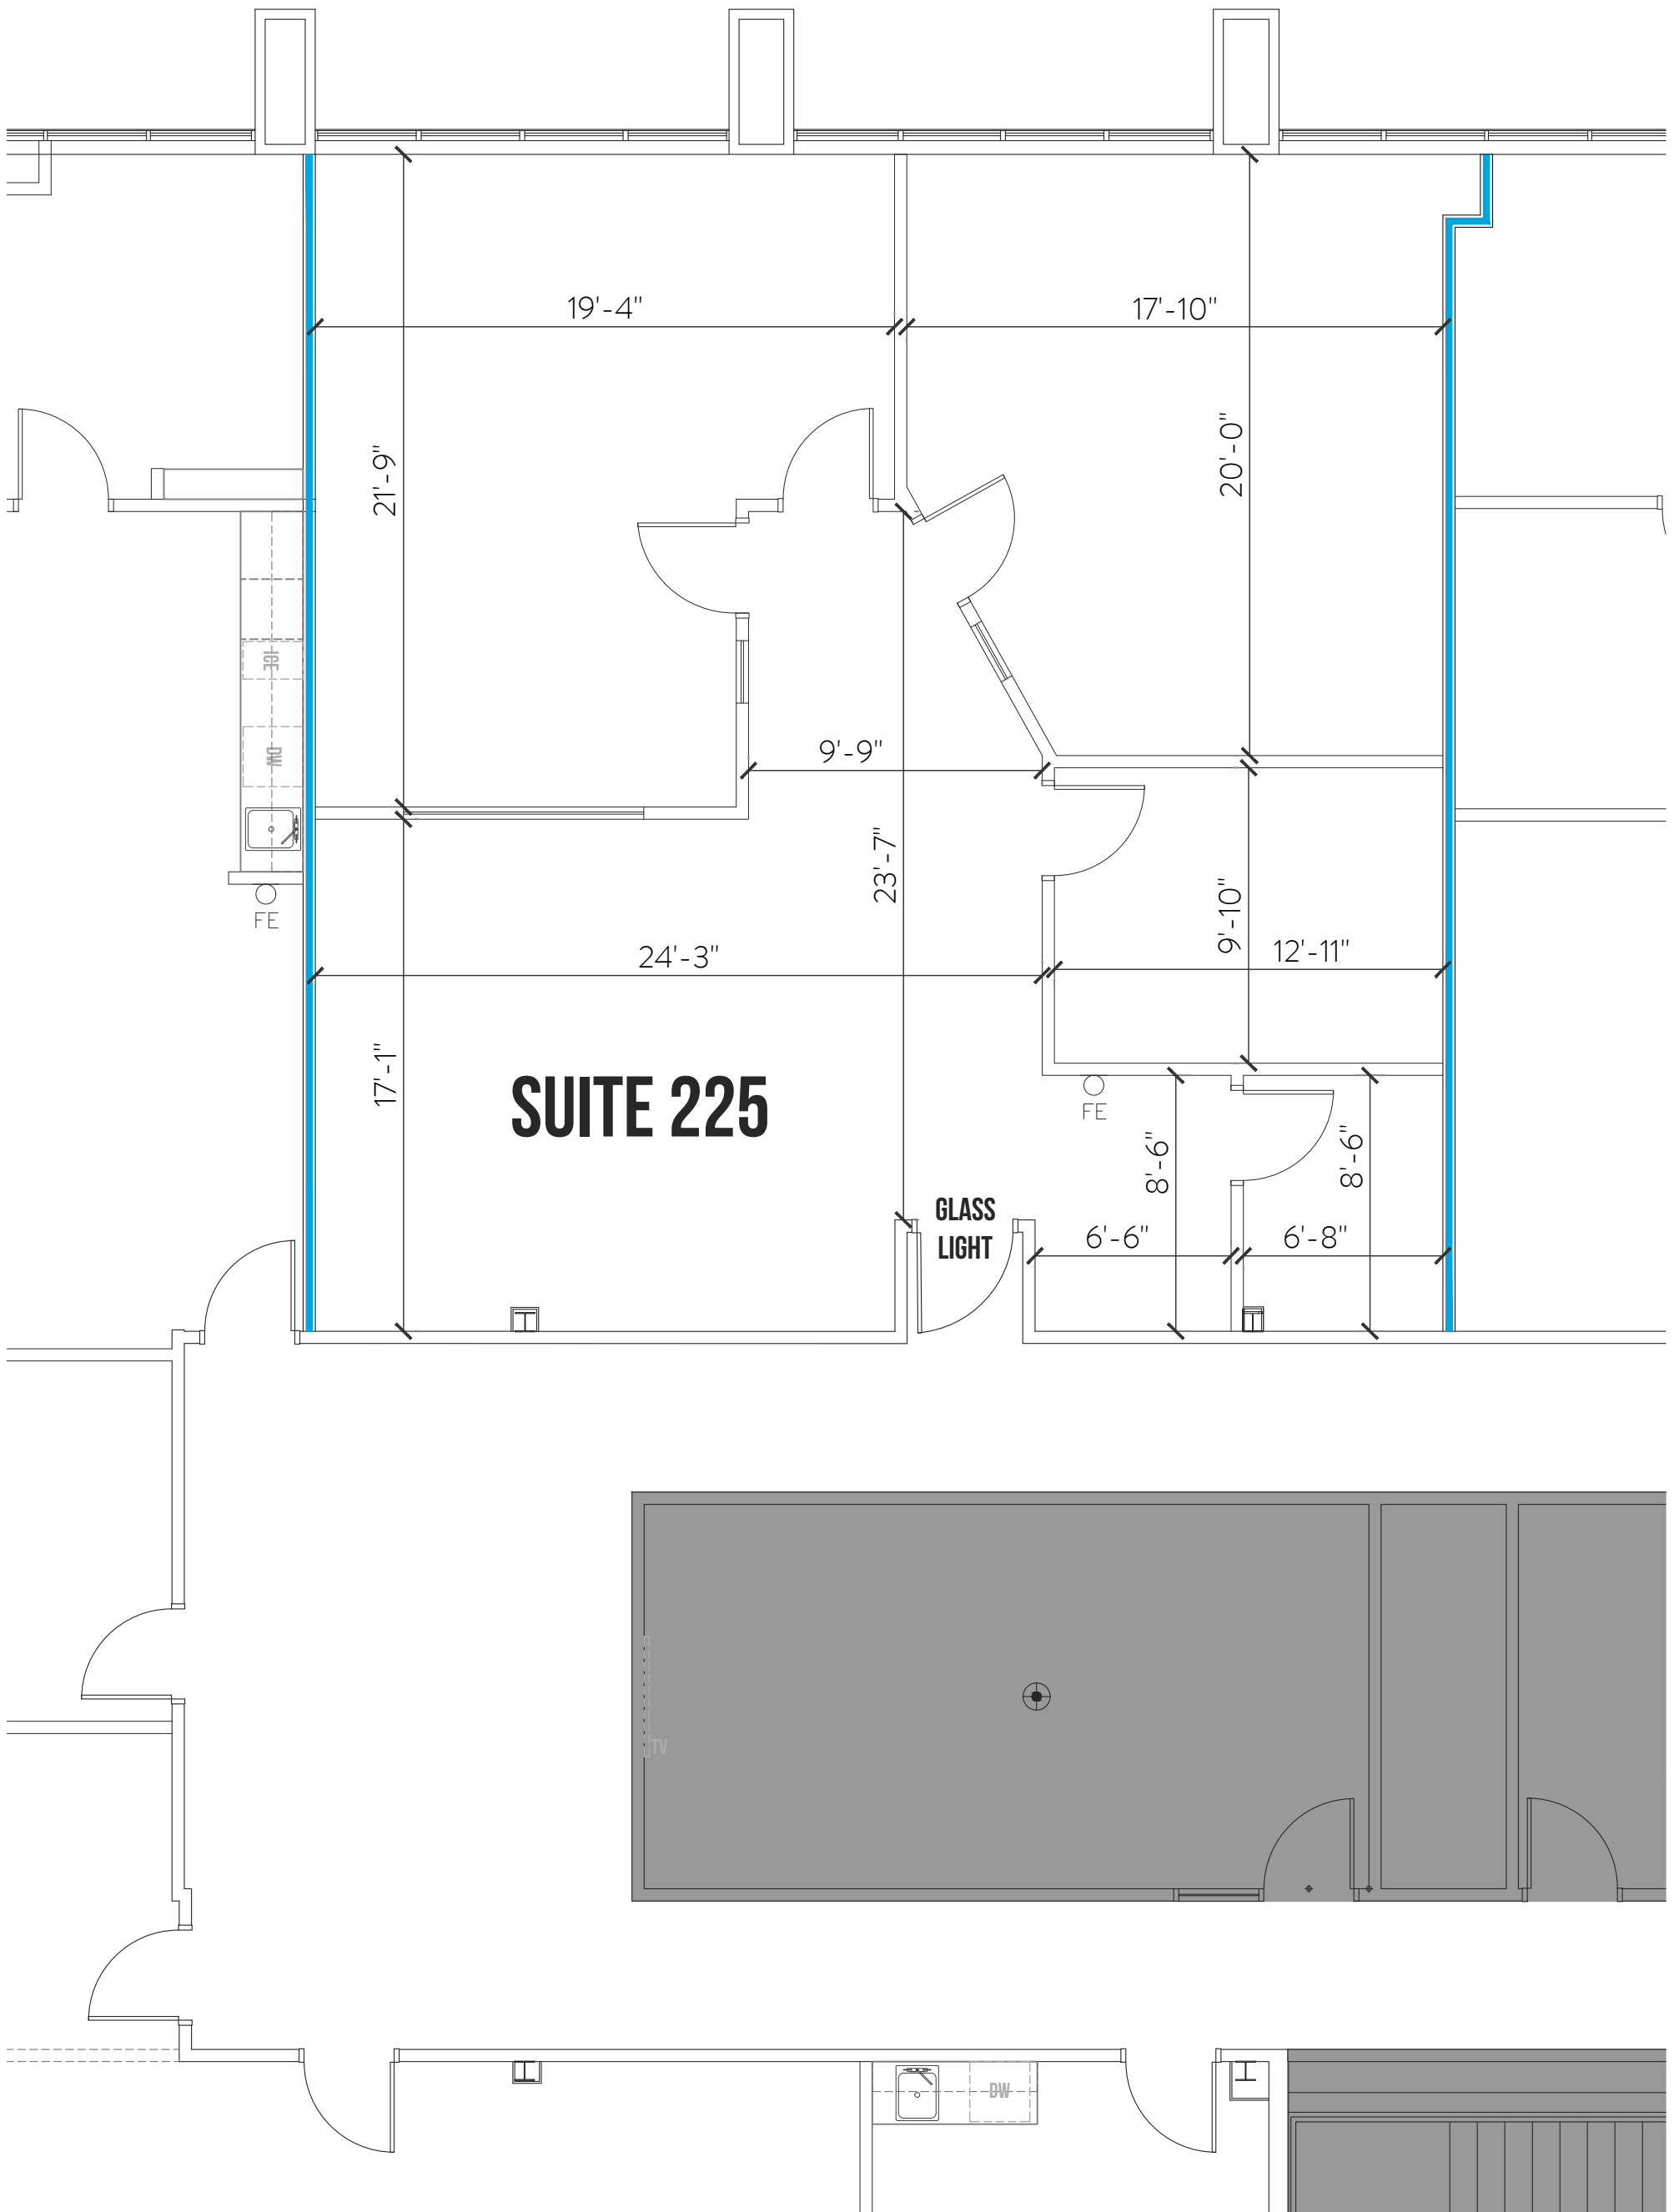 19'-4"
17'-10"
21'-9"
20'-0"
ICE
DW
9'-9"
23'-7"
FE
9'-10"
24'-3"
12'-11"
17'-1"
SUITE 225
FE
8'-6"
8'-6"
GLASS
LIGHT
6'-6"
6'-8"
TV
DW